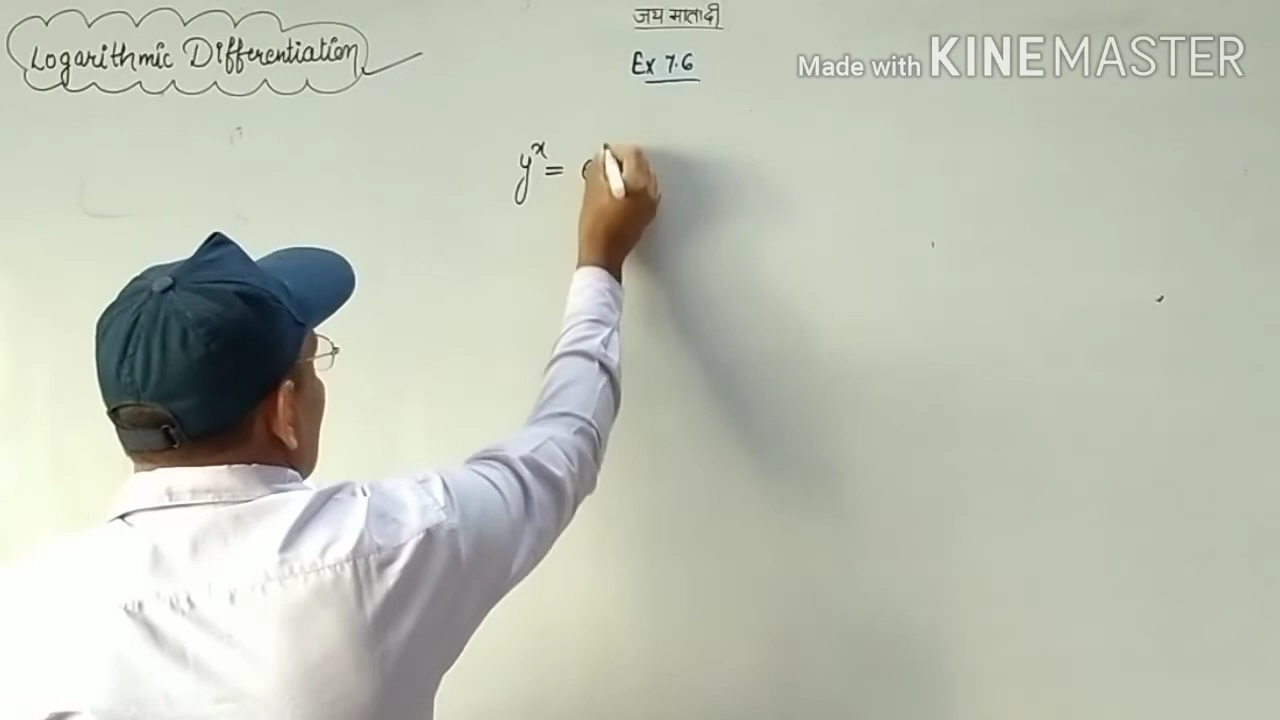 जय माता दी
Logarithmic Differentiation
Ex 7.6
Made with KINEMASTER
y^x =